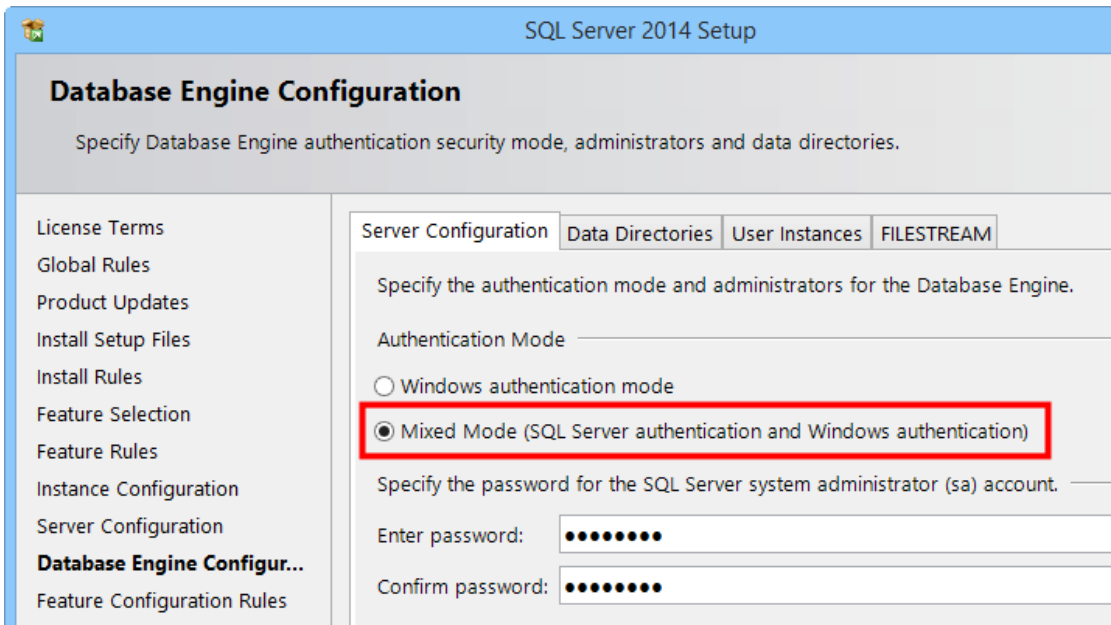 SQL Server 2014 Setup
Database Engine Configuration
Specify Database Engine authentication security mode, administrators and data directories.
License Terms
Global Rules
Product Updates
Install Setup Files
Install Rules
Feature Selection
Feature Rules
Instance Configuration
Server Configuration
Database Engine Configur...
Feature Configuration Rules
Server Configuration Data Directories User Instances FILESTREAM
Specify the authentication mode and administrators for the Database Engine.
Authentication Mode
Windows authentication mode
Mixed Mode (SQL Server authentication and Windows authentication)
Specify the password for the SQL Server system administrator (sa) account.
Enter password: ●●●●●●●●
Confirm password: ●●●●●●●●